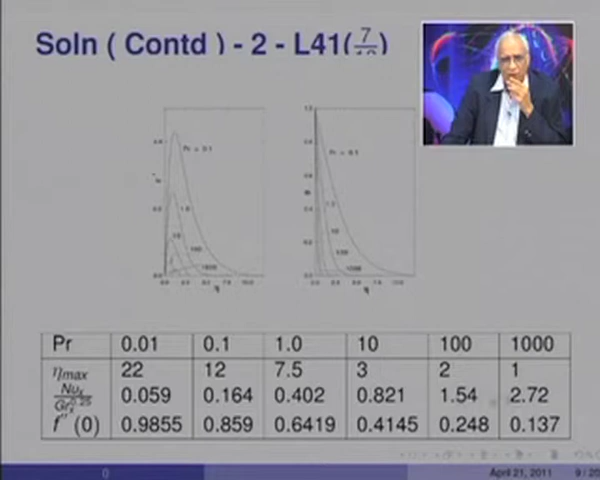 Soln ( Contd ) - 2 - L41(7/
Pr = 0.1
1.0
10
100
1000
η
Pr = 0.1
10
100
1000
η
Pr 0.01 0.1 1.0 10 100 1000
ηmax 22 12 7.5 3 2 1
Nux/Grx^0.25 0.059 0.164 0.402 0.821 1.54 2.72
f''(0) 0.9855 0.859 0.6419 0.4145 0.248 0.137
()
April 21, 2011 9 / 20